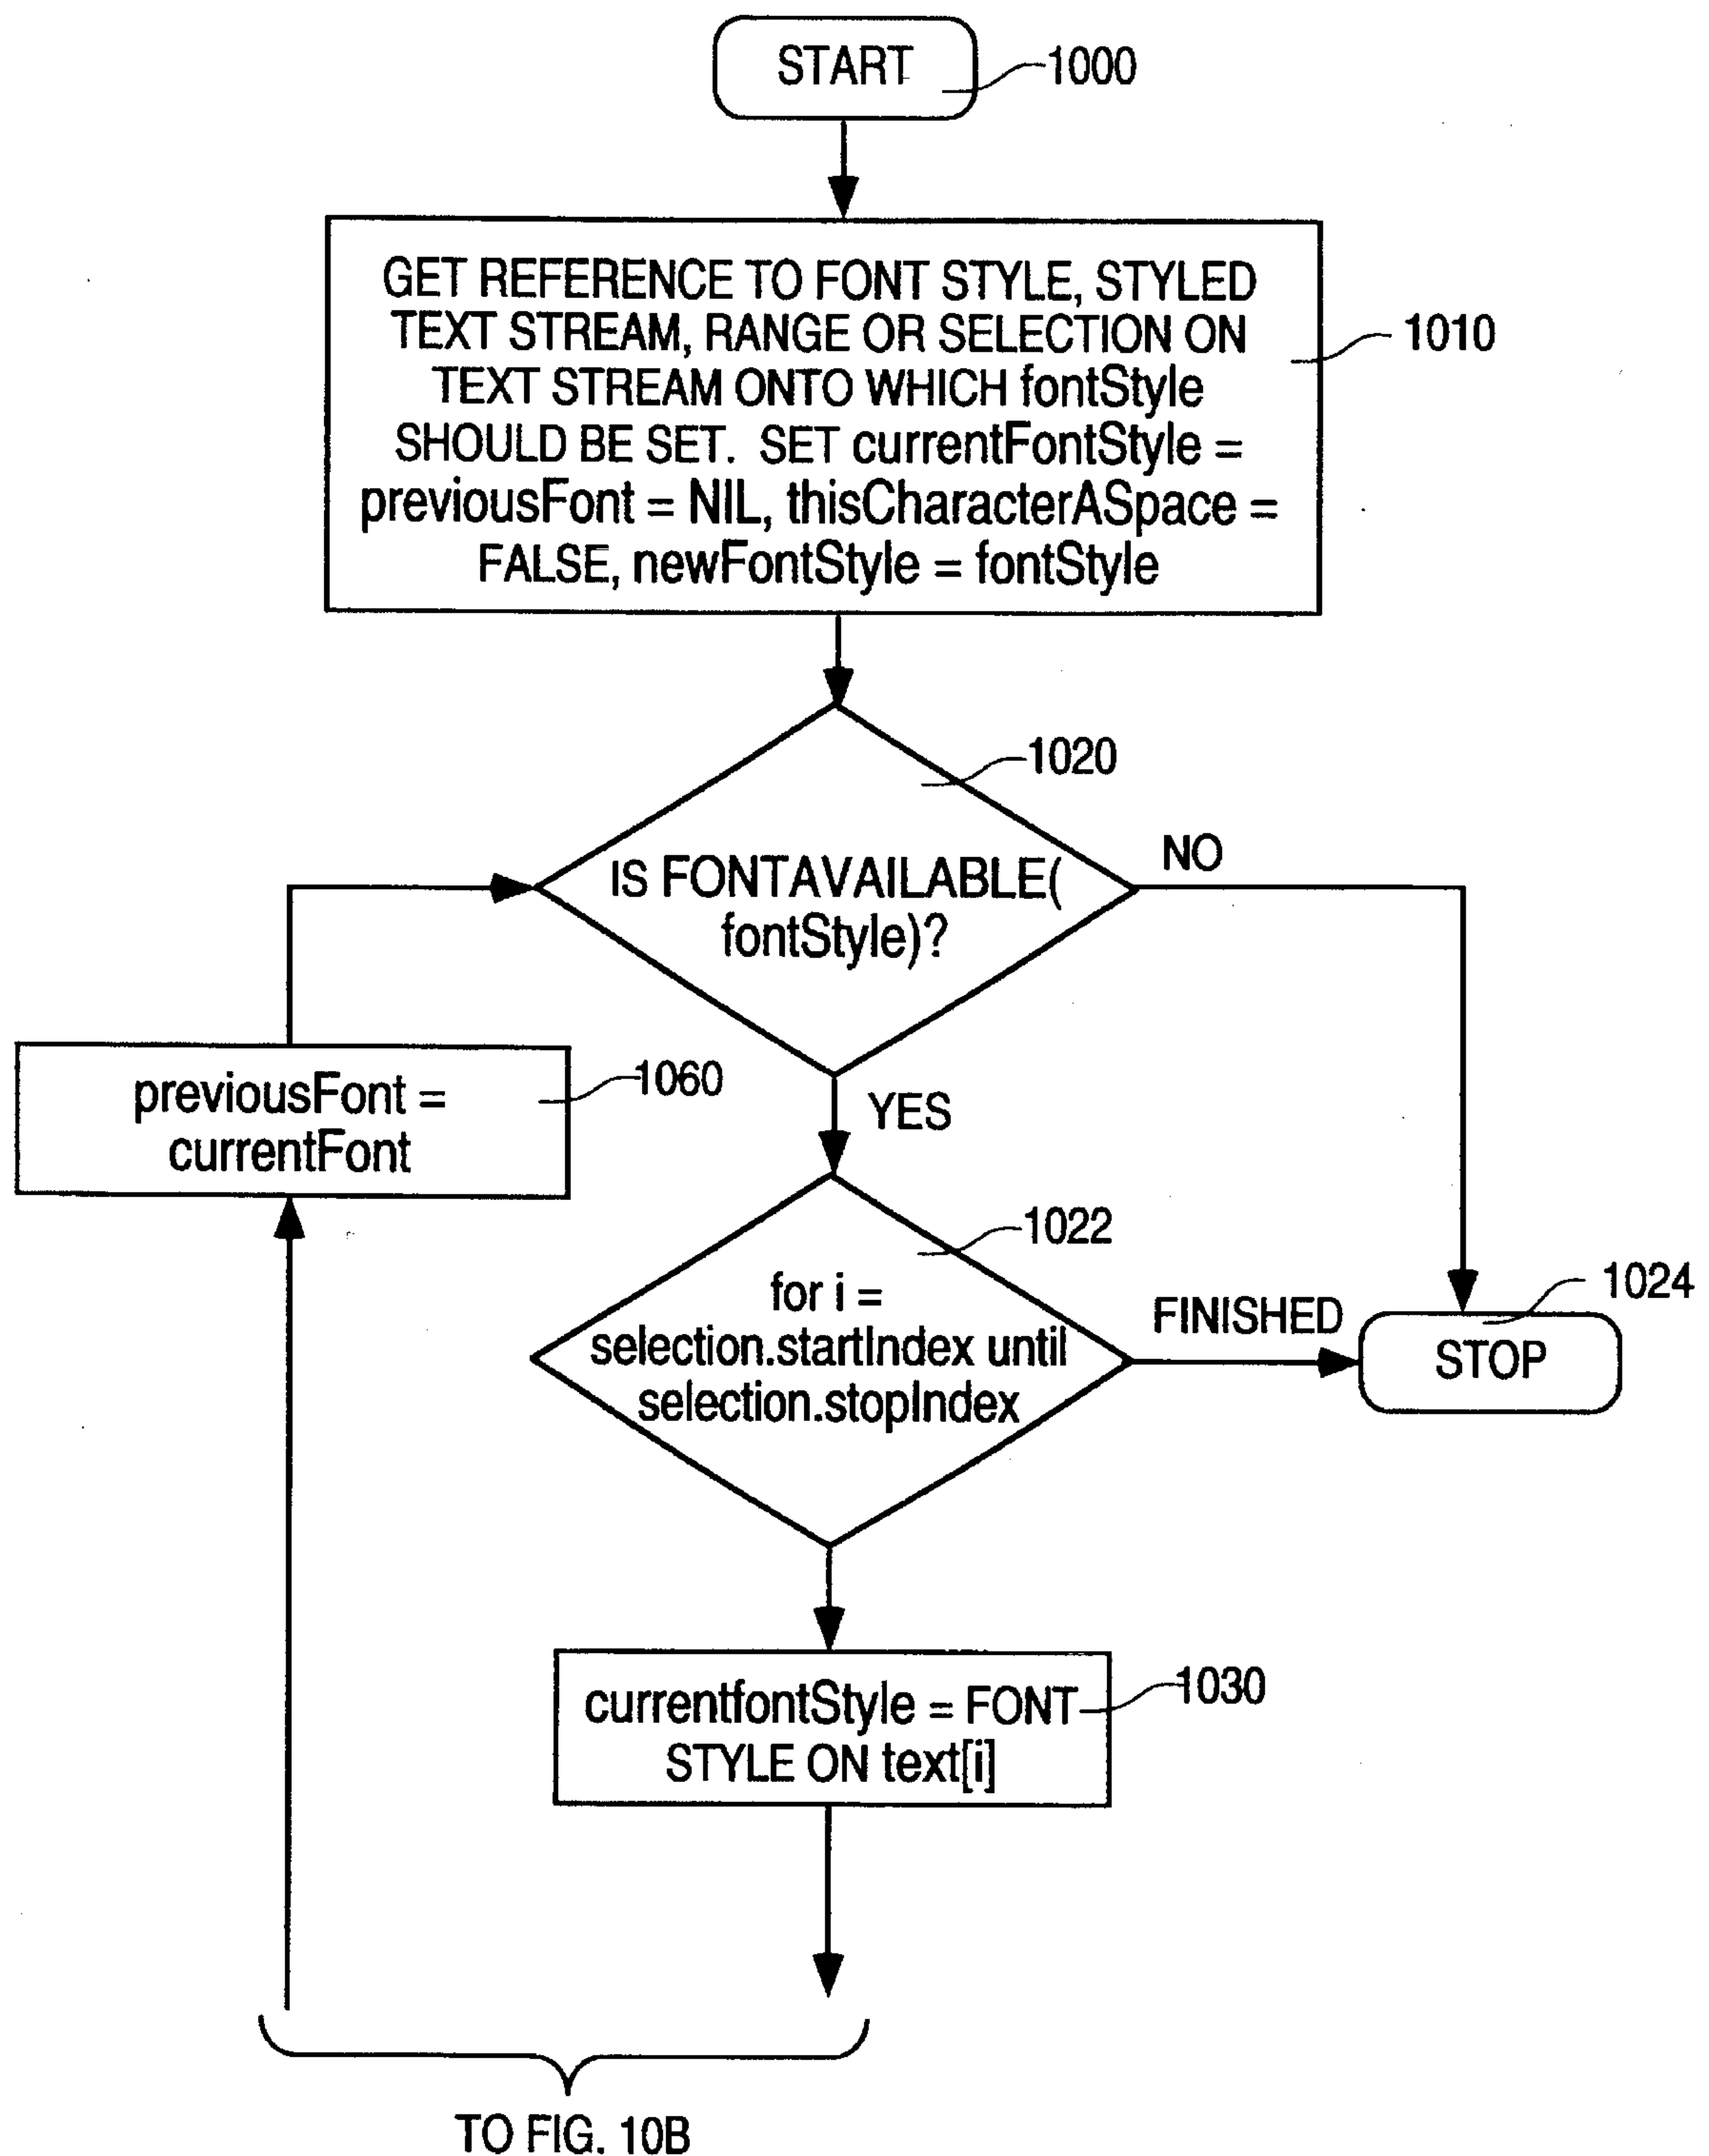 START
1000
GET REFERENCE TO FONT STYLE, STYLED
TEXT STREAM, RANGE OR SELECTION ON
TEXT STREAM ONTO WHICH fontStyle
SHOULD BE SET. SET currentFontStyle =
previousFont = NIL, thisCharacterASpace =
FALSE, newFontStyle = fontStyle
1010
1020
IS FONTAVAILABLE(
fontStyle)?
NO
previousFont =
currentFont
1060
YES
1022
for i =
selection.startIndex until
selection.stopIndex
FINISHED
1024
STOP
currentfontStyle = FONT
STYLE ON text[i]
1030
TO FIG. 10B